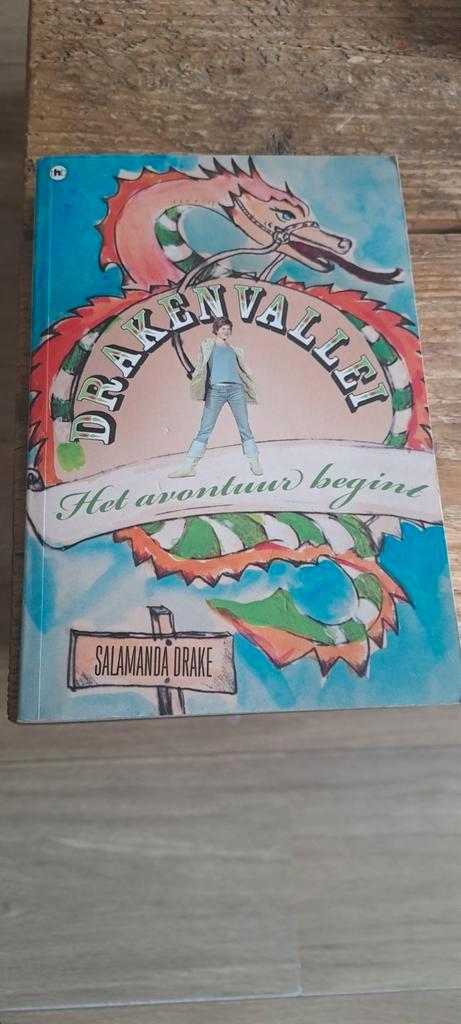 h
DRAKENVALLEI
Het avontuur begint
SALAMANDA DRAKE